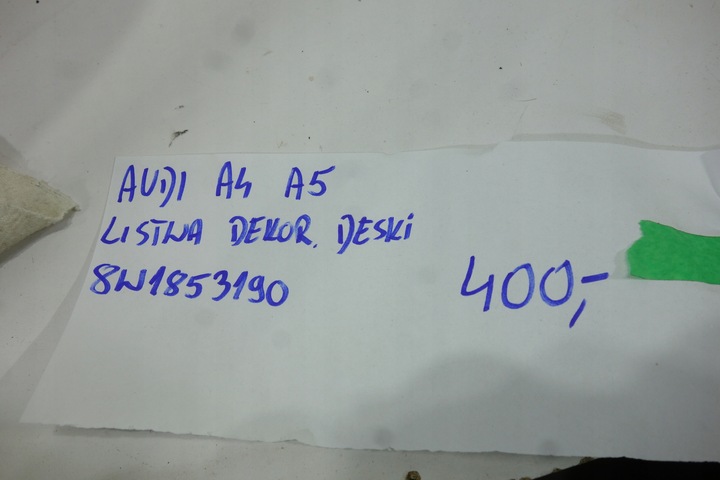 AUDI A4 A5
LISTWA DEKOR. DESKI
8W1853190
400,-